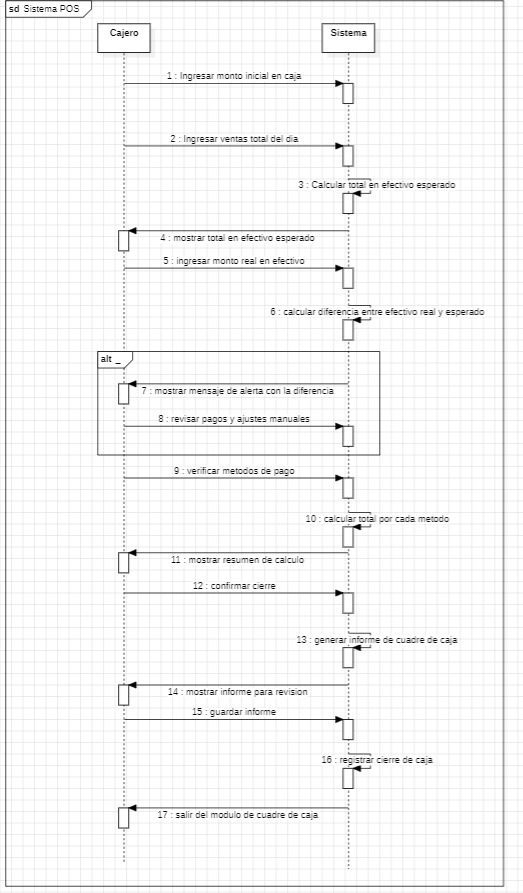 sd Sistema POS
Cajero
Sistema
1 : Ingresar monto inicial en caja
2 : Ingresar ventas total del dia
3 : Calcular total en efectivo esperado
4 : mostrar total en efectivo esperado
5 : ingresar monto real en efectivo
6 : calcular diferencia entre efectivo real y esperado
alt _
7 : mostrar mensaje de alerta con la diferencia
8 : revisar pagos y ajustes manuales
9 : verificar metodos de pago
10 : calcular total por cada metodo
11 : mostrar resumen de calculo
12 : confirmar cierre
13 : generar informe de cuadre de caja
14 : mostrar informe para revision
15 : guardar informe
16 : registrar cierre de caja
17 : salir del modulo de cuadre de caja